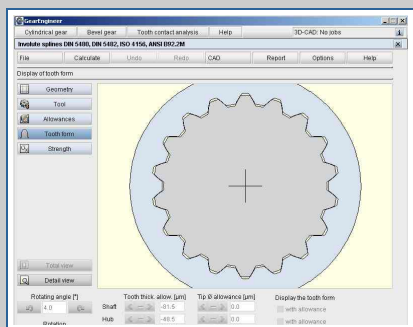 GearEngineer
Cylindrical gear Bevel gear Tooth contact analysis Help 3D-CAD: No jobs
Involute splines DIN 5480, DIN 5482, ISO 4156, ANSI B92.2M
File Calculate Undo Redo CAD Report Options Help
Display of tooth form
Geometry
Tool
Allowances
Tooth form
Strength
Total view
Detail view
Rotating angle [°] Tooth thick. allow. [µm] Tip Ø allowance [µm] Display the tooth form
4.0 Shaft -81.5 0.0 with allowance
Hub -48.5 0.0 with allowance
Rotation